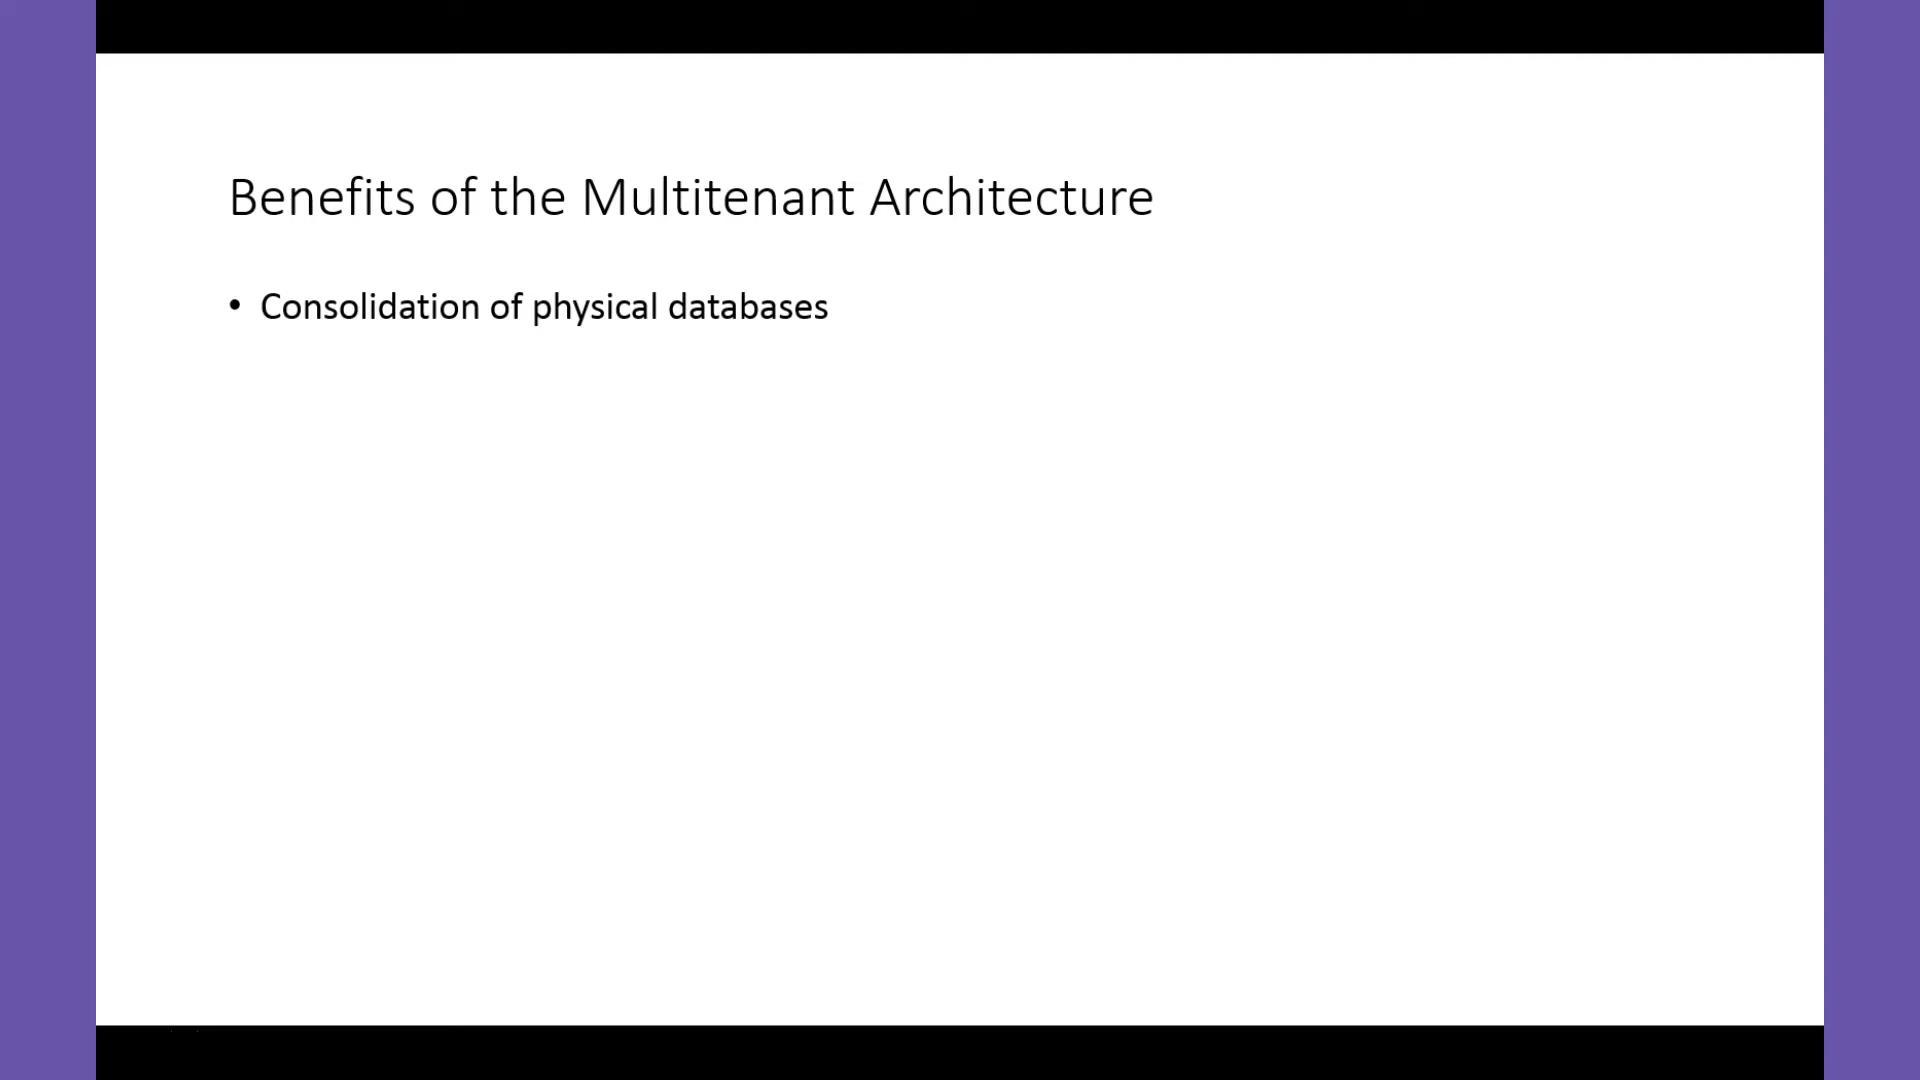 Benefits of the Multitenant Architecture
• Consolidation of physical databases